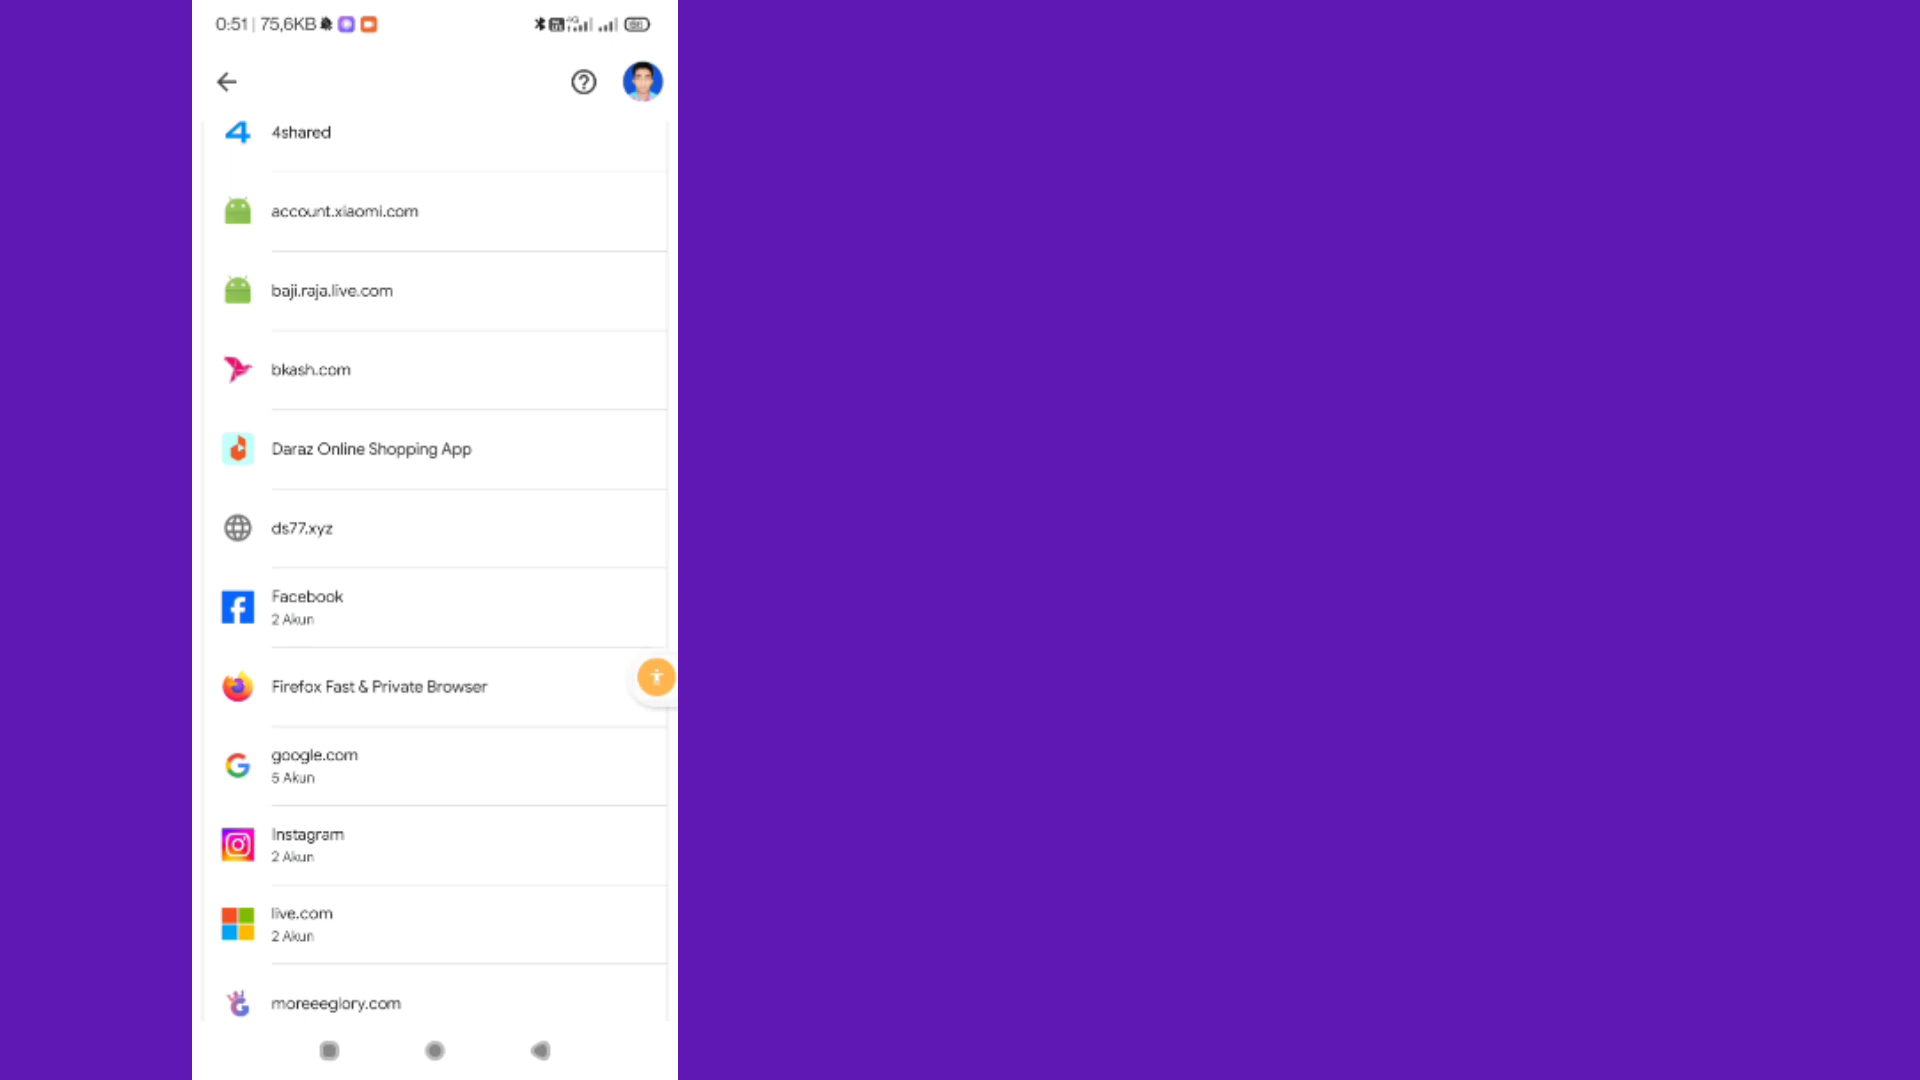 0:51 | 75,6KB
4shared
account.xiaomi.com
baji.raja.live.com
bkash.com
Daraz Online Shopping App
ds77.xyz
Facebook
2 Akun
Firefox Fast & Private Browser
google.com
5 Akun
Instagram
2 Akun
live.com
2 Akun
moreeeglory.com